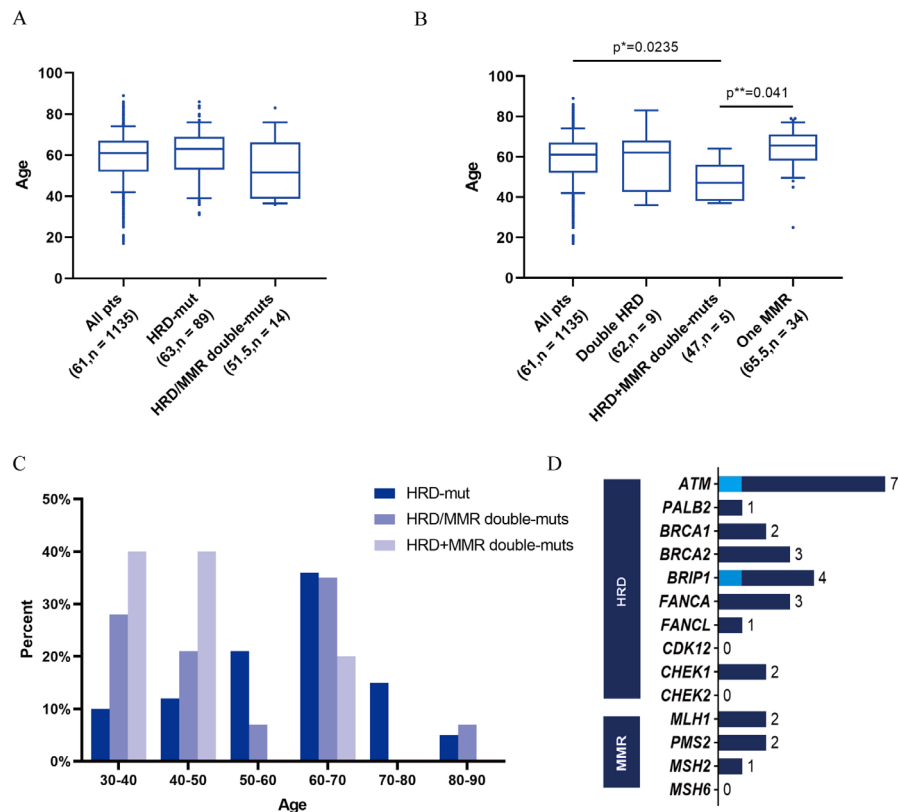 A
B
p*=0.0235
p**=0.041
100
80
60
40
20
0
Age
All pts
(61,n = 1135)
HRD-mut
(63,n = 89)
HRD/MMR double-muts
(51.5,n = 14)
100
80
60
40
20
0
Age
All pts
(61,n = 1135)
Double HRD
(62,n = 9)
HRD+MMR double-muts
(47,n = 5)
One MMR
(65.5,n = 34)
C
50%
40%
30%
20%
10%
0%
Percent
HRD-mut
HRD/MMR double-muts
HRD+MMR double-muts
30-40
40-50
50-60
60-70
70-80
80-90
Age
D
HRD
ATM 7
PALB2 1
BRCA1 2
BRCA2 3
BRIP1 4
FANCA 3
FANCL 1
CDK12 0
CHEK1 2
CHEK2 0
MMR
MLH1 2
PMS2 2
MSH2 1
MSH6 0